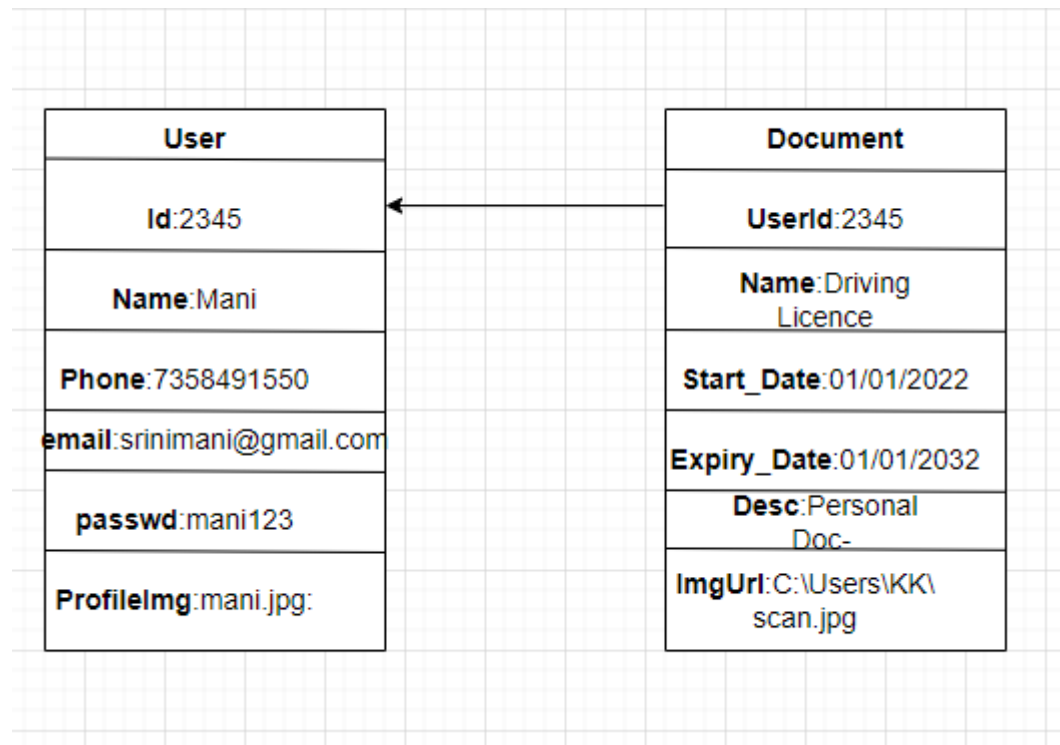 User
Id:2345
Name:Mani
Phone:7358491550
email:srinimani@gmail.com
passwd:mani123
ProfileImg:mani.jpg:
Document
UserId:2345
Name:Driving
Licence
Start_Date:01/01/2022
Expiry_Date:01/01/2032
Desc:Personal
Doc-
ImgUrl:C:\Users\KK\
scan.jpg